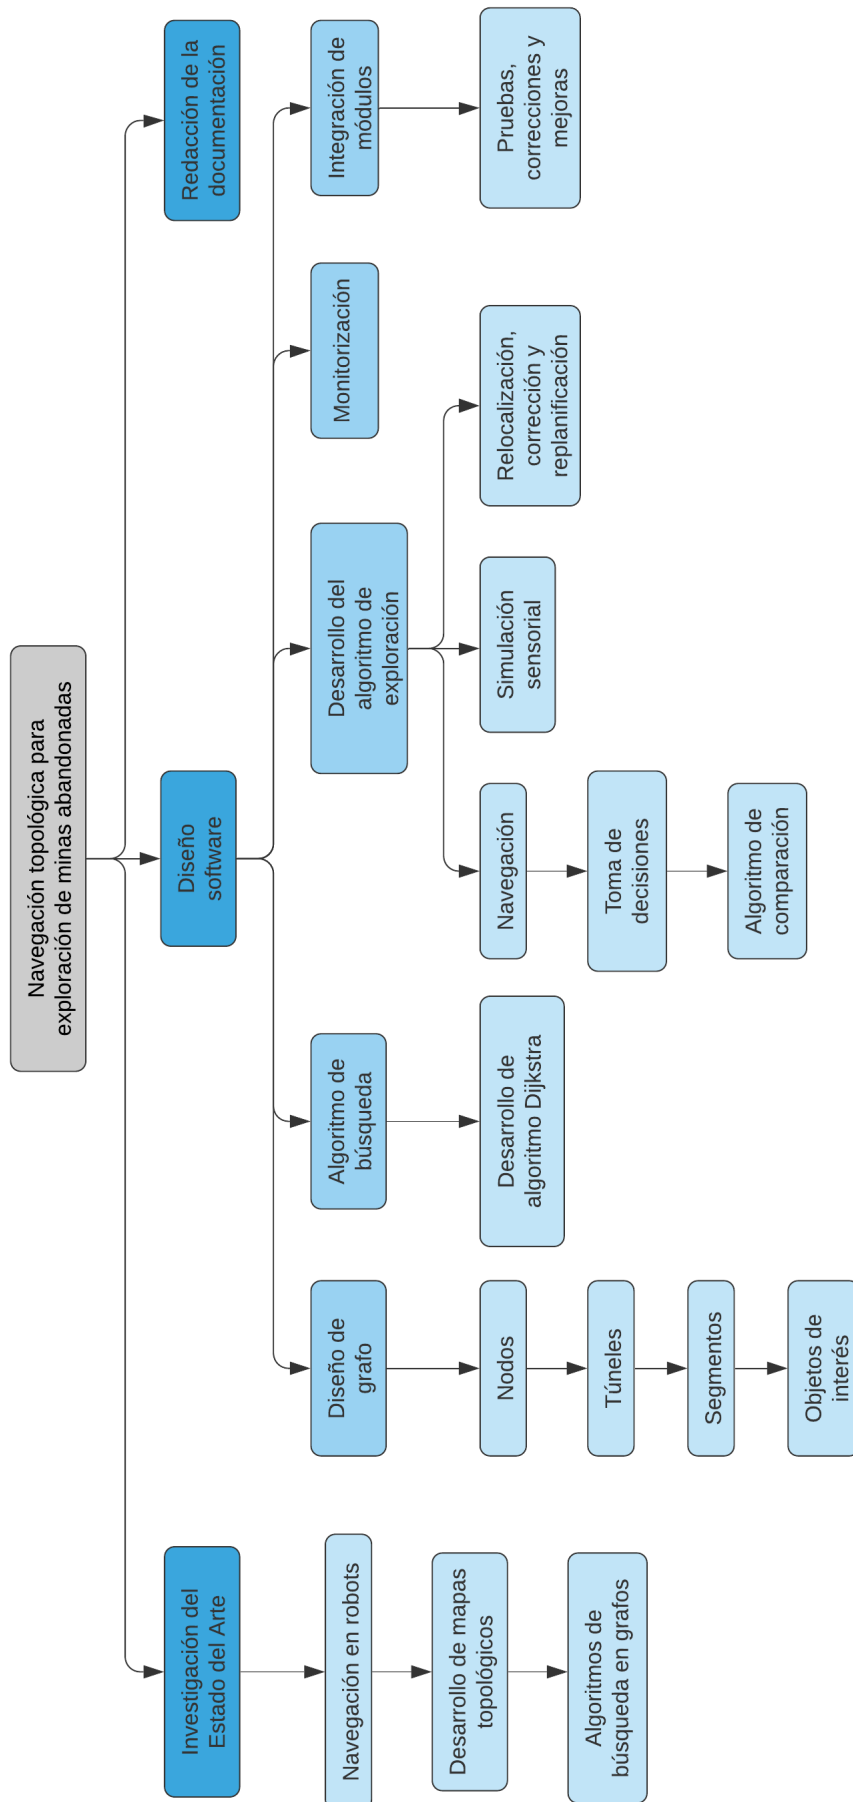 Navegación topológica para
exploración de minas abandonadas
Investigación del
Estado del Arte
Diseño
software
Redacción de la
documentación
Navegación en robots
Desarrollo de mapas
topológicos
Algoritmos de
búsqueda en grafos
Diseño de
grafo
Algoritmo de
búsqueda
Desarrollo del
algoritmo de
exploración
Monitorización
Integración de
módulos
Nodos
Túneles
Segmentos
Objetos de
interés
Desarrollo de
algoritmo Dijkstra
Navegación
Toma de
decisiones
Algoritmo de
comparación
Simulación
sensorial
Relocalización,
corrección y
replanificación
Pruebas,
correcciones y
mejoras